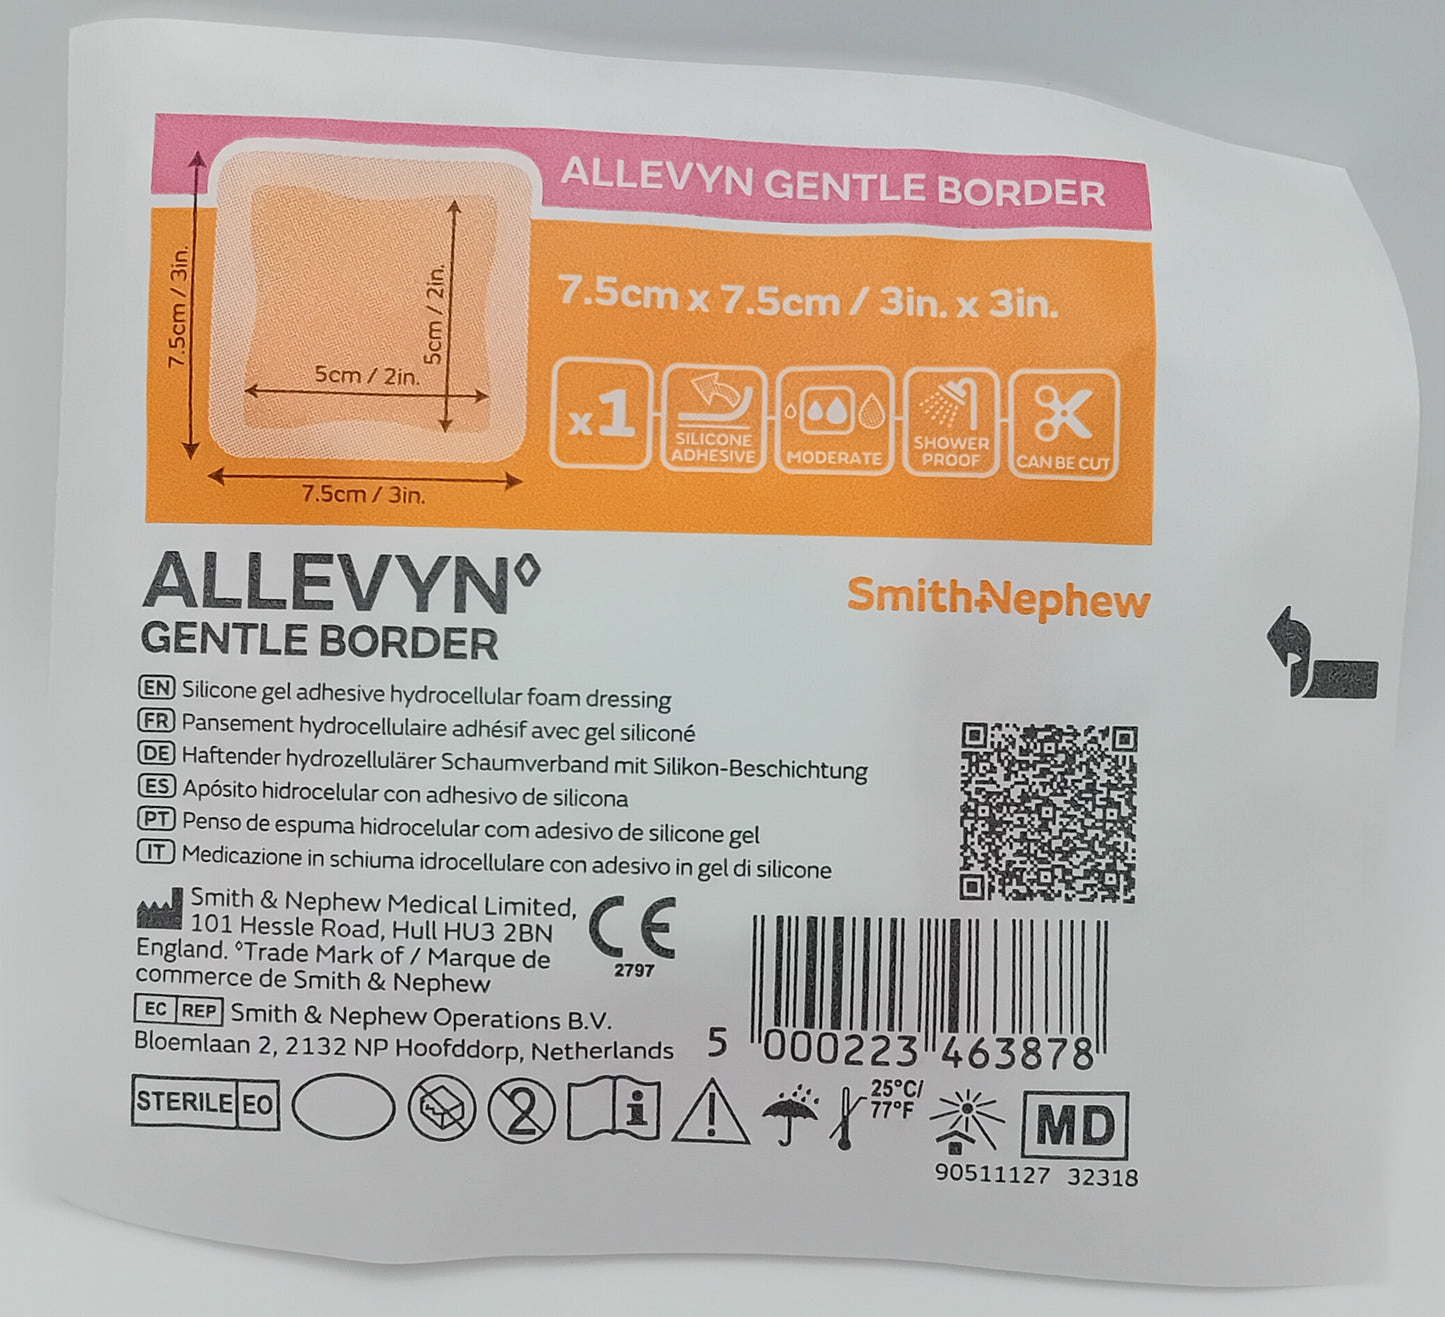 ALLEVYN GENTLE BORDER
7.5cm / 3in.
5cm / 2in.
5cm / 2in.
7.5cm / 3in.
7.5cm x 7.5cm / 3in. x 3in.
x1
SILICONE
ADHESIVE
MODERATE
SHOWER
PROOF
CAN BE CUT
ALLEVYN◊
GENTLE BORDER
Smith+Nephew
EN Silicone gel adhesive hydrocellular foam dressing
FR Pansement hydrocellulaire adhésif avec gel siliconé
DE Haftender hydrozellulärer Schaumverband mit Silikon-Beschichtung
ES Apósito hidrocelular con adhesivo de silicona
PT Penso de espuma hidrocelular com adesivo de silicone gel
IT Medicazione in schiuma idrocellulare con adesivo in gel di silicone
Smith & Nephew Medical Limited,
101 Hessle Road, Hull HU3 2BN
England. ◊Trade Mark of / Marque de
commerce de Smith & Nephew
CE
2797
EC REP Smith & Nephew Operations B.V.
Bloemlaan 2, 2132 NP Hoofddorp, Netherlands
5 000223 463878
STERILE EO
2
i
!
25°C/
77°F
MD
90511127 32318